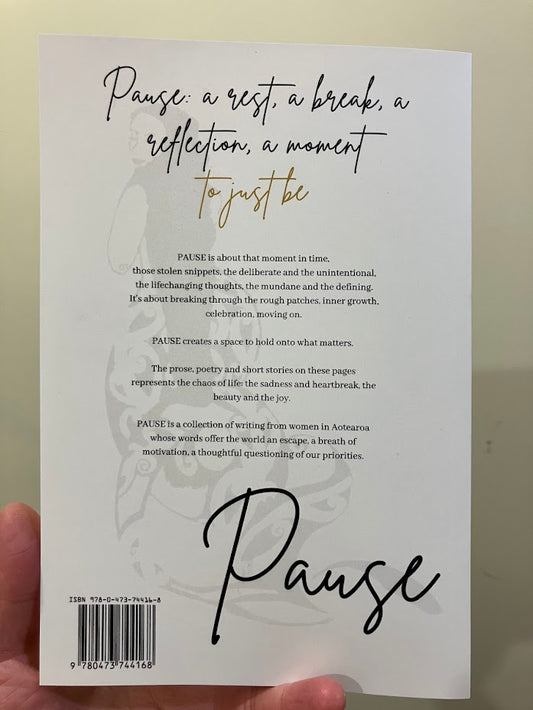 Pause: a rest, a break, a
reflection, a moment
to just be
PAUSE is about that moment in time,
those stolen snippets, the deliberate and the unintentional,
the lifechanging thoughts, the mundane and the defining.
It's about breaking through the rough patches, inner growth,
celebration, moving on.
PAUSE creates a space to hold onto what matters.
The prose, poetry and short stories on these pages
represents the chaos of life: the sadness and heartbreak, the
beauty and the joy.
PAUSE is a collection of writing from women in Aotearoa
whose words offer the world an escape, a breath of
motivation, a thoughtful questioning of our priorities.
Pause
ISBN 978-0-473-74416-8
9 780473 744168